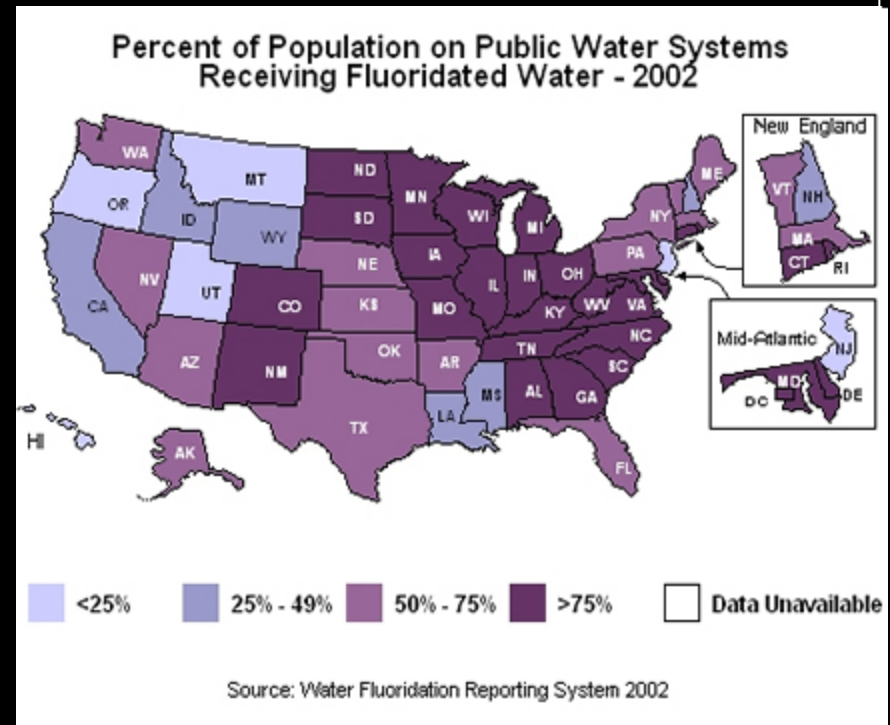 Percent of Population on Public Water Systems
Receiving Fluoridated Water - 2002
New England
WA
MT
ND
MN
ME
VT
NH
OR
ID
SD
WI
MI
NY
MA
WY
CT
RI
IA
PA
NE
NV
UT
CA
CO
IL
IN
OH
KS
MO
KY
WV
VA
Mid-Atlantic
NJ
NC
TN
OK
AR
AZ
NM
SC
MD
DE
DC
MS
AL
GA
LA
TX
HI
AK
FL
<25%
25% - 49%
50% - 75%
>75%
Data Unavailable
Source: Water Fluoridation Reporting System 2002